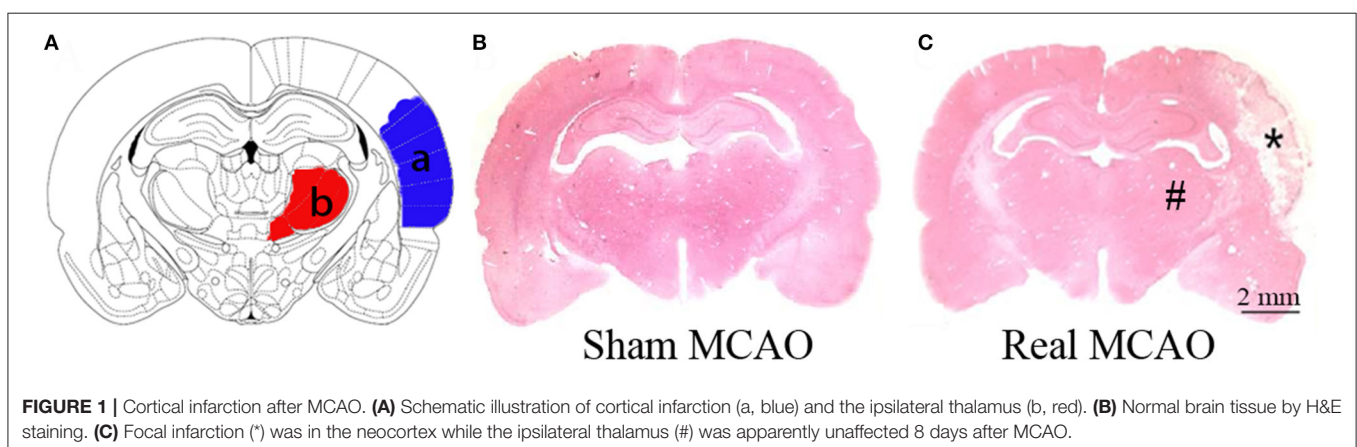 A
B
C
a
b
*
#
2 mm
Sham MCAO
Real MCAO
FIGURE 1 | Cortical infarction after MCAO. (A) Schematic illustration of cortical infarction (a, blue) and the ipsilateral thalamus (b, red). (B) Normal brain tissue by H&E
staining. (C) Focal infarction (*) was in the neocortex while the ipsilateral thalamus (#) was apparently unaffected 8 days after MCAO.